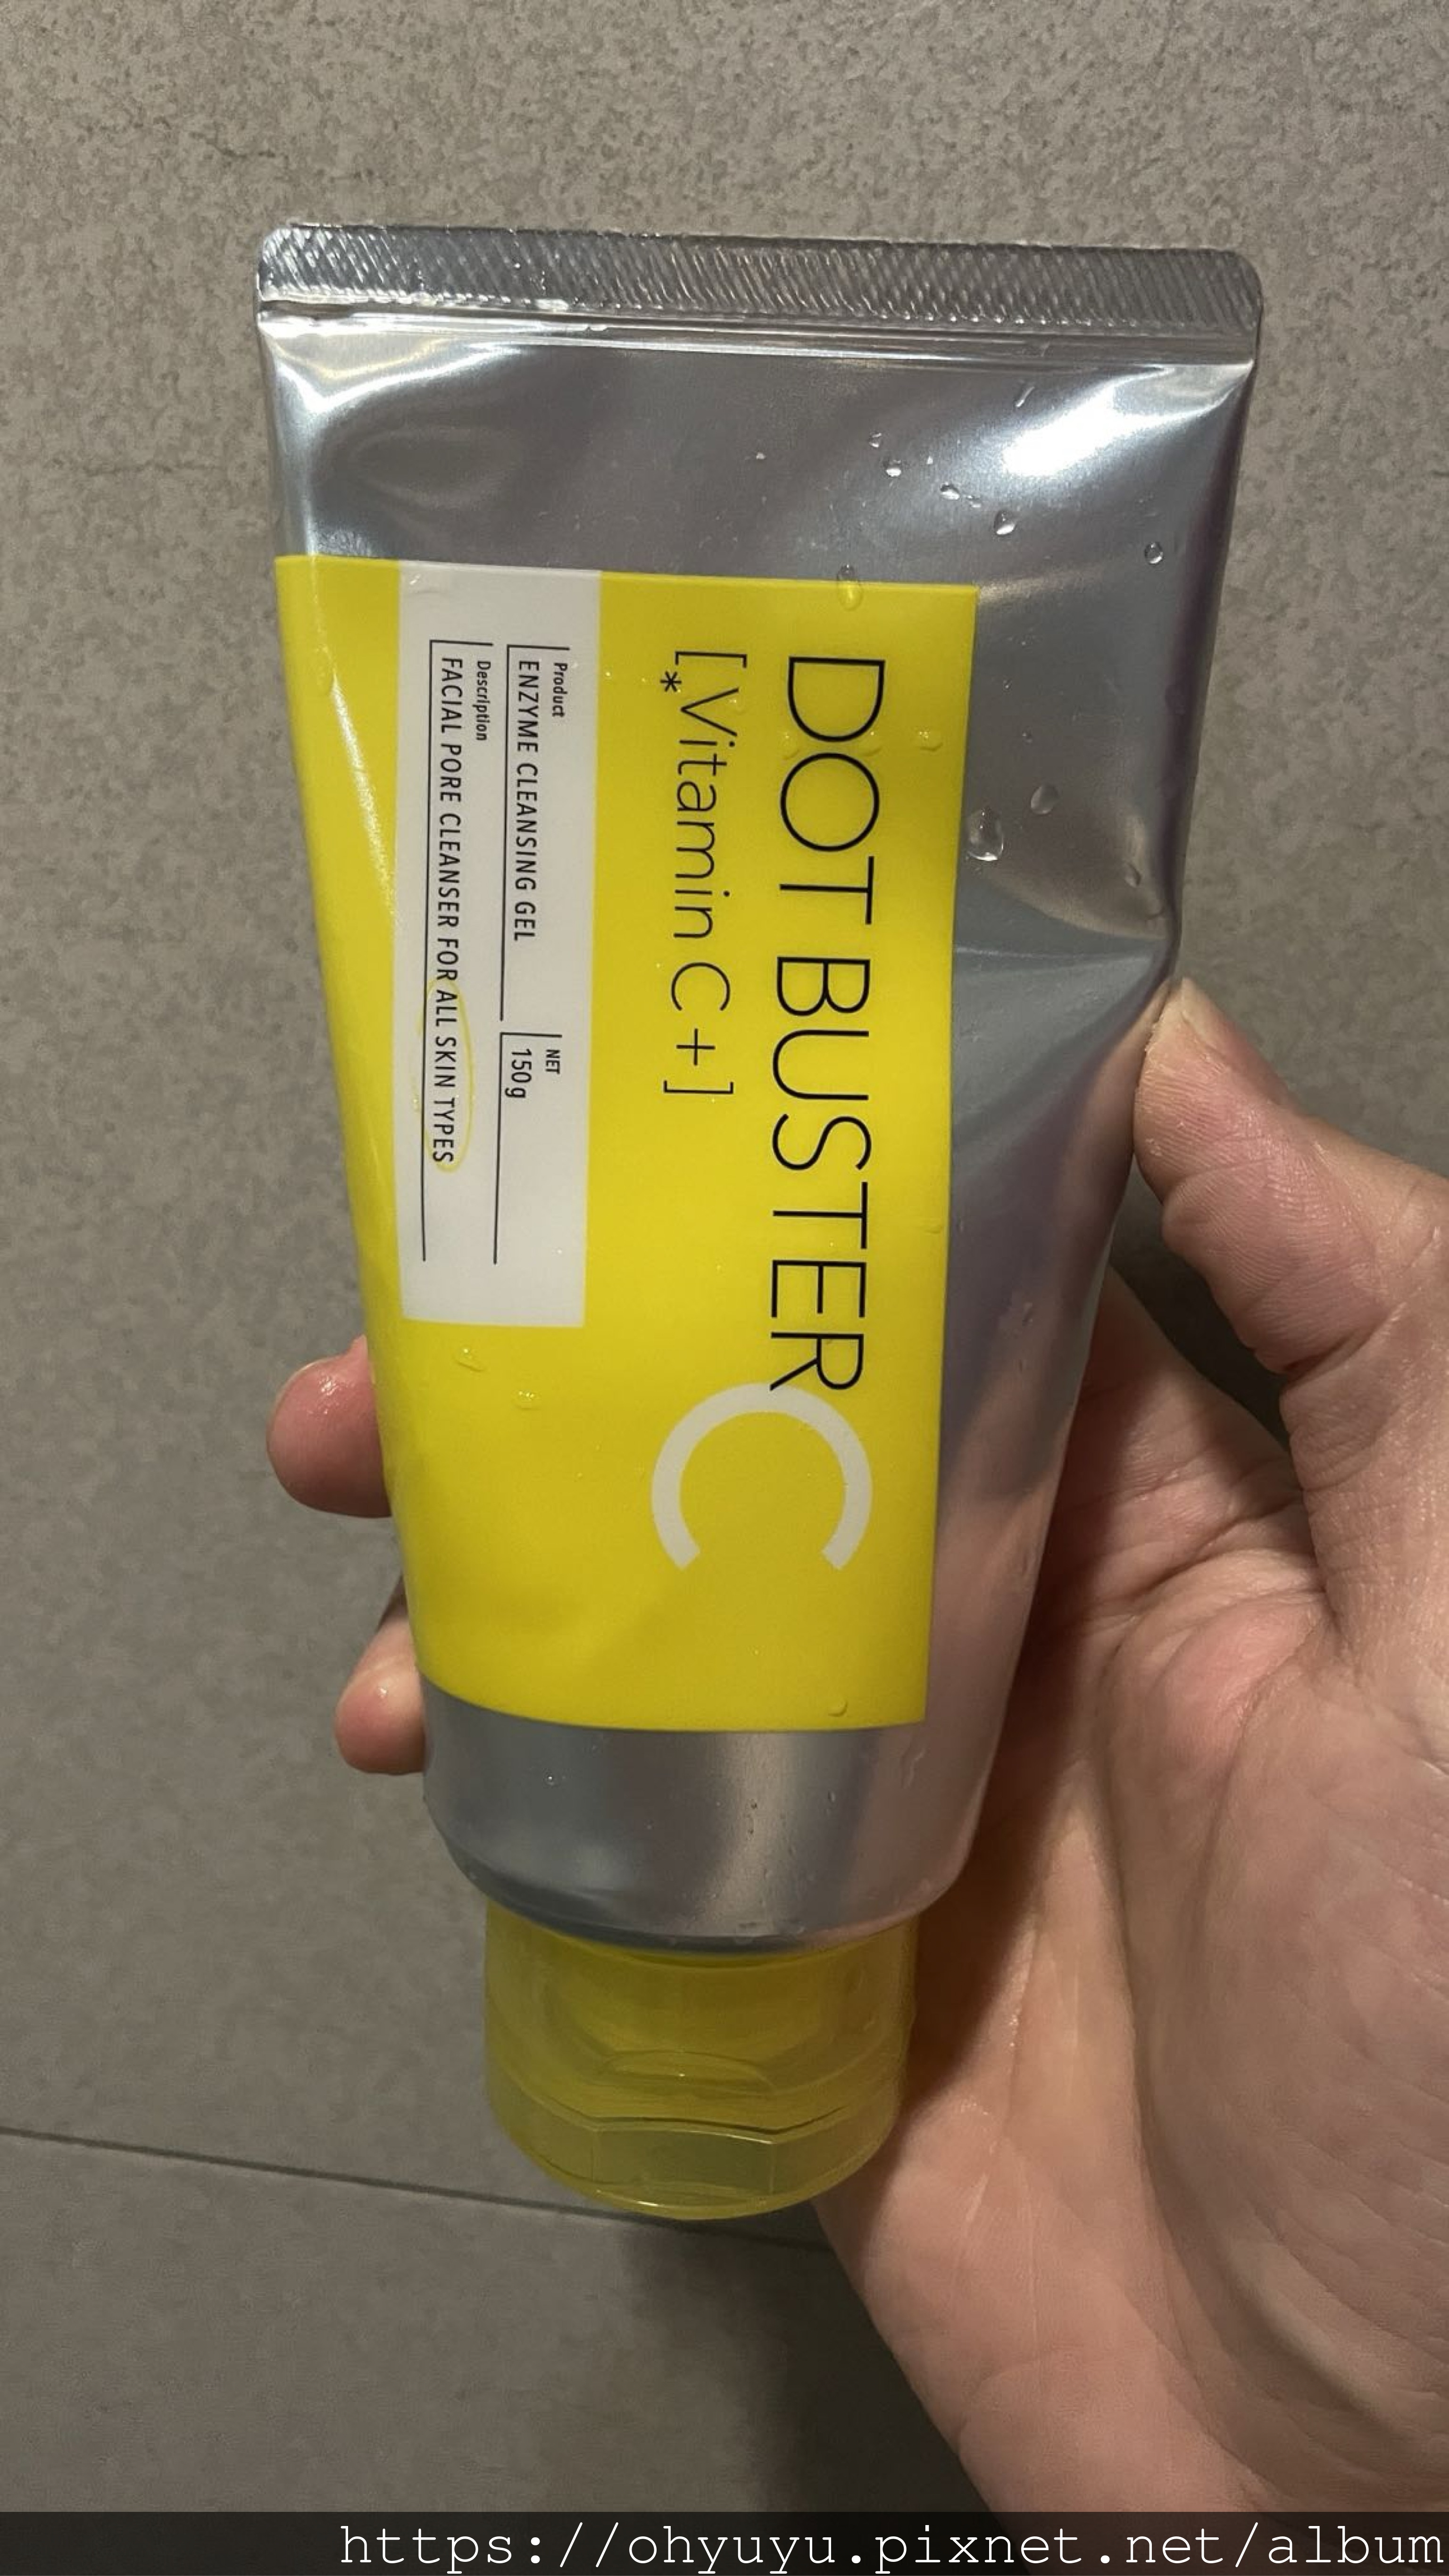 DOT BUSTER
C
[*Vitamin C+]
Product
ENZYME CLEANSING GEL
NET
150g
Description
FACIAL PORE CLEANSER FOR ALL SKIN TYPES
https://ohyuyu.pixnet.net/album